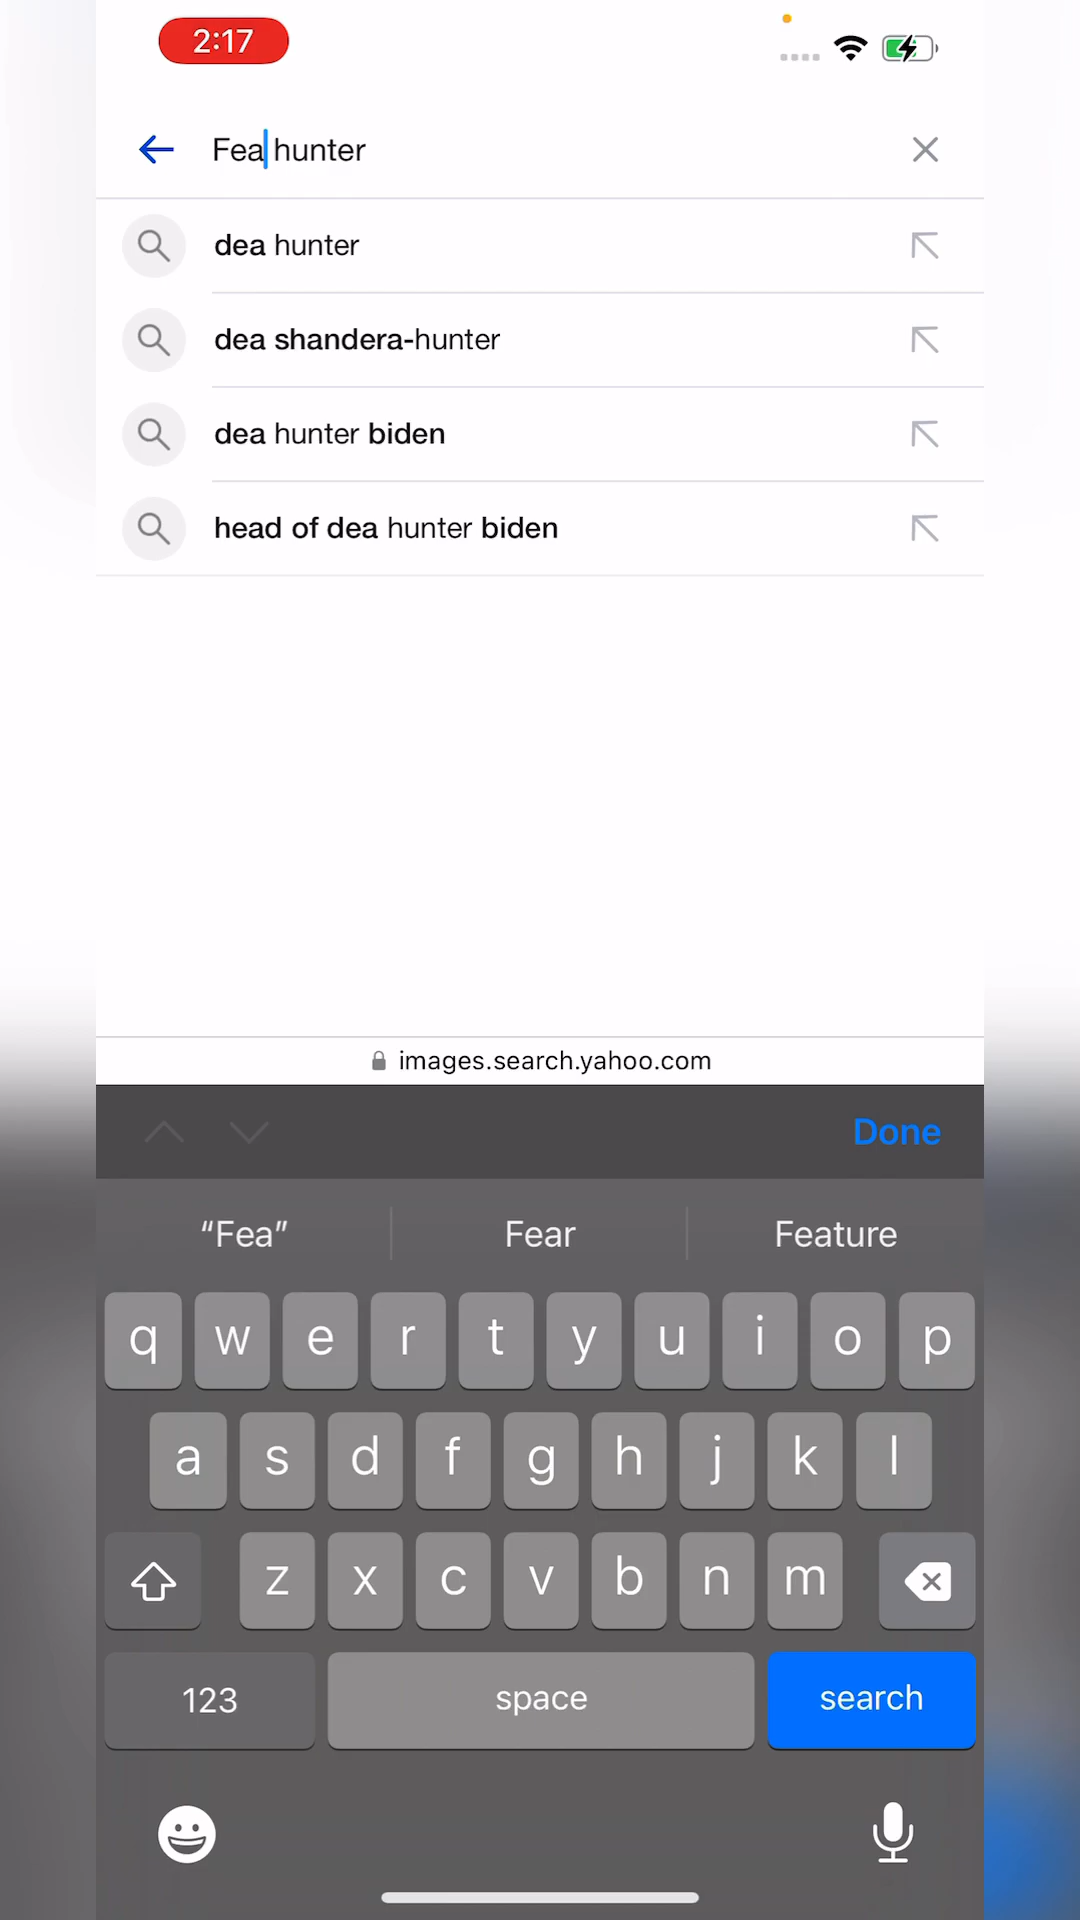 2:17
Fea hunter
dea hunter
dea shandera-hunter
dea hunter biden
head of dea hunter biden
images.search.yahoo.com
Done
“Fea” Fear Feature
q w e r t y u i o p
a s d f g h j k l
z x c v b n m
123 space search